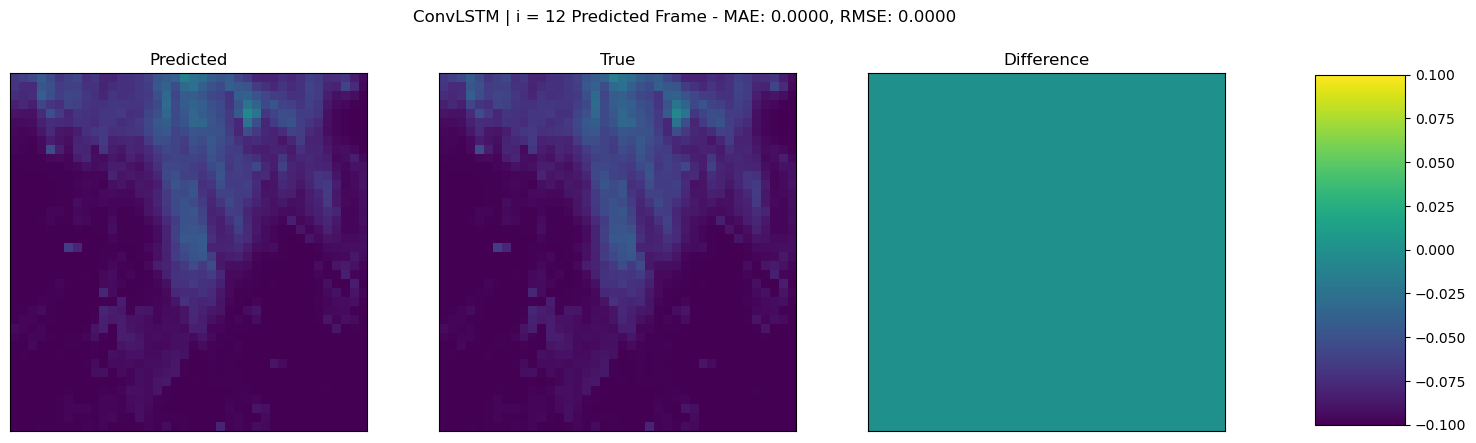 ConvLSTM | i = 12 Predicted Frame - MAE: 0.0000, RMSE: 0.0000
Predicted
True
Difference
0.100
0.075
0.050
0.025
0.000
−0.025
−0.050
−0.075
−0.100